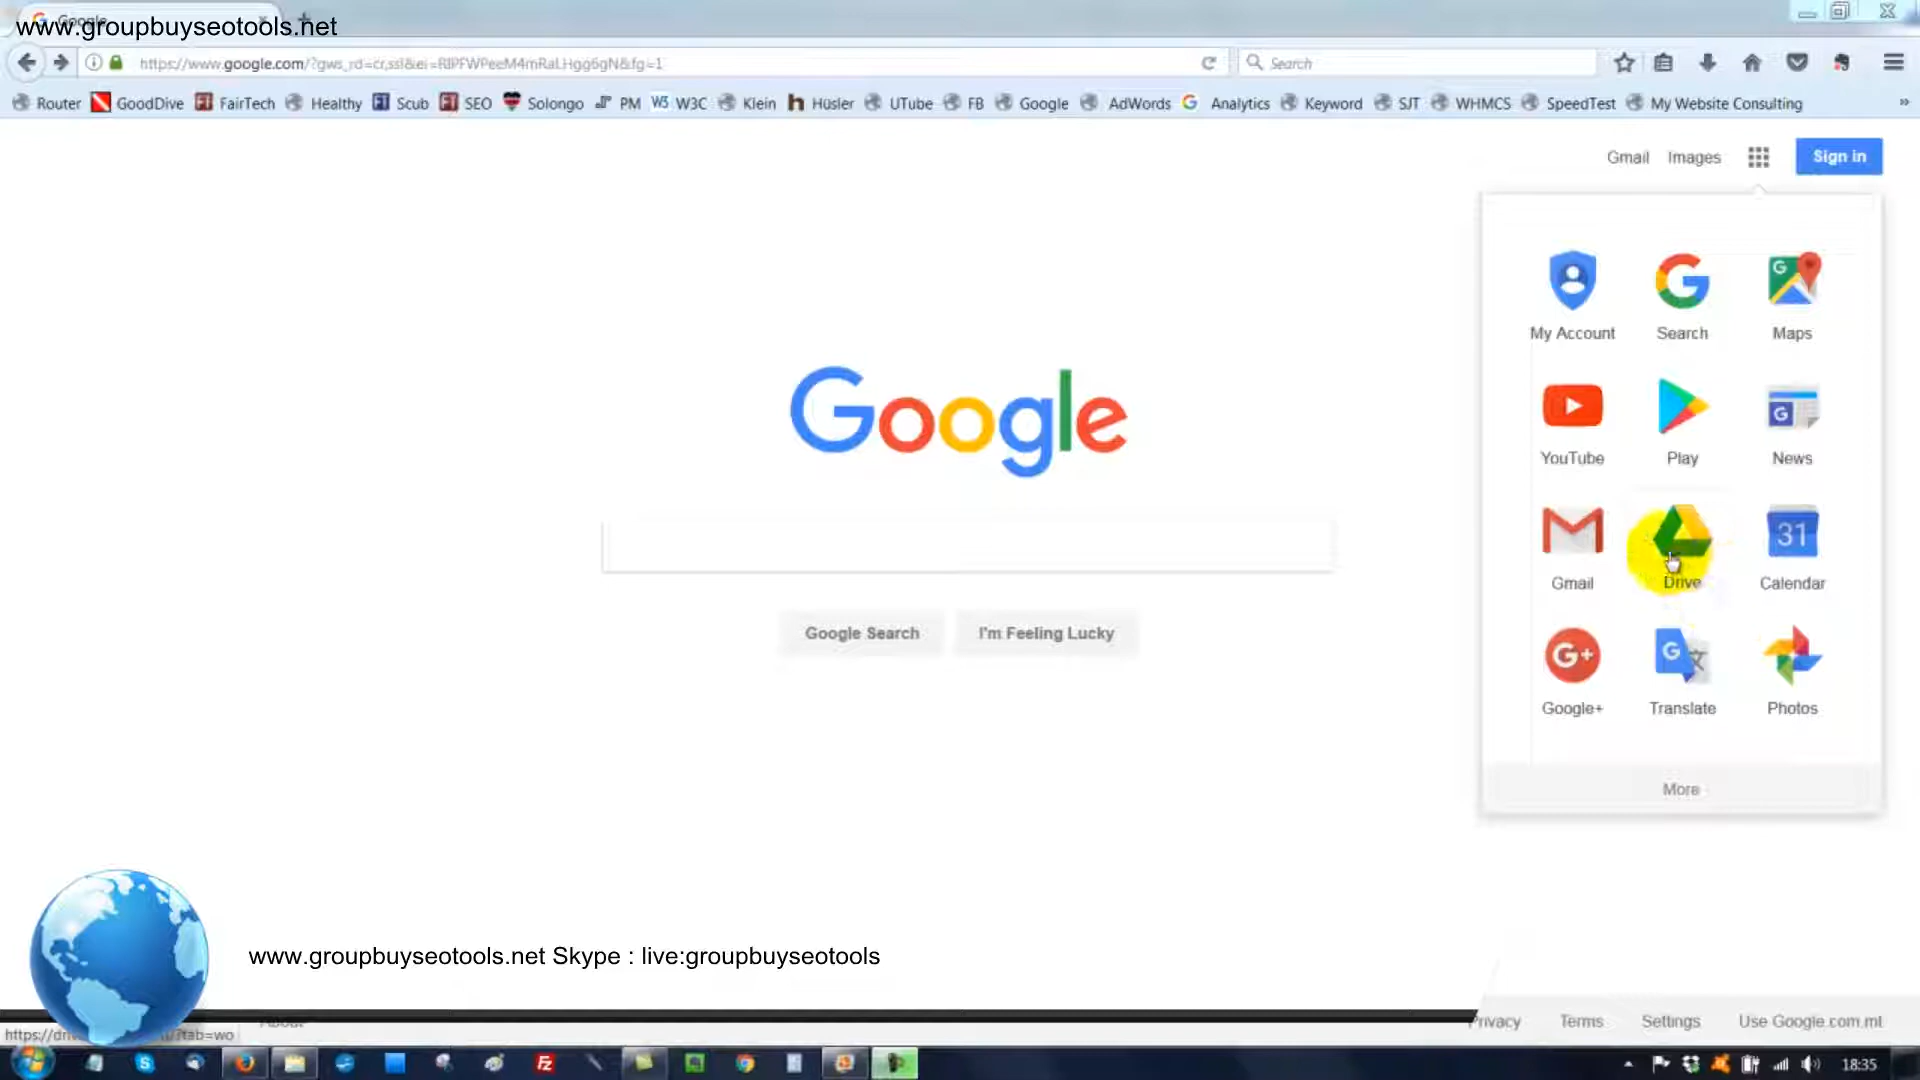 Google
www.groupbuyseotools.net
https://www.google.com/?gws_rd=cr,ssl&ei=RlPFWPeeM4mRaLHgg6gN&fg=1
Search
Router GoodDive FairTech Healthy Scub SEO Solongo PM W3C Klein Hüsler UTube FB Google AdWords Analytics Keyword SJT WHMCS SpeedTest My Website Consulting
Gmail Images Sign in
My Account Search Maps
Google
YouTube Play News
31
Gmail Drive Calendar
Google Search I'm Feeling Lucky
G+
Google+ Translate Photos
More
www.groupbuyseotools.net Skype : live:groupbuyseotools
Privacy Terms Settings Use Google.com.mt
?tab=wo
18:35